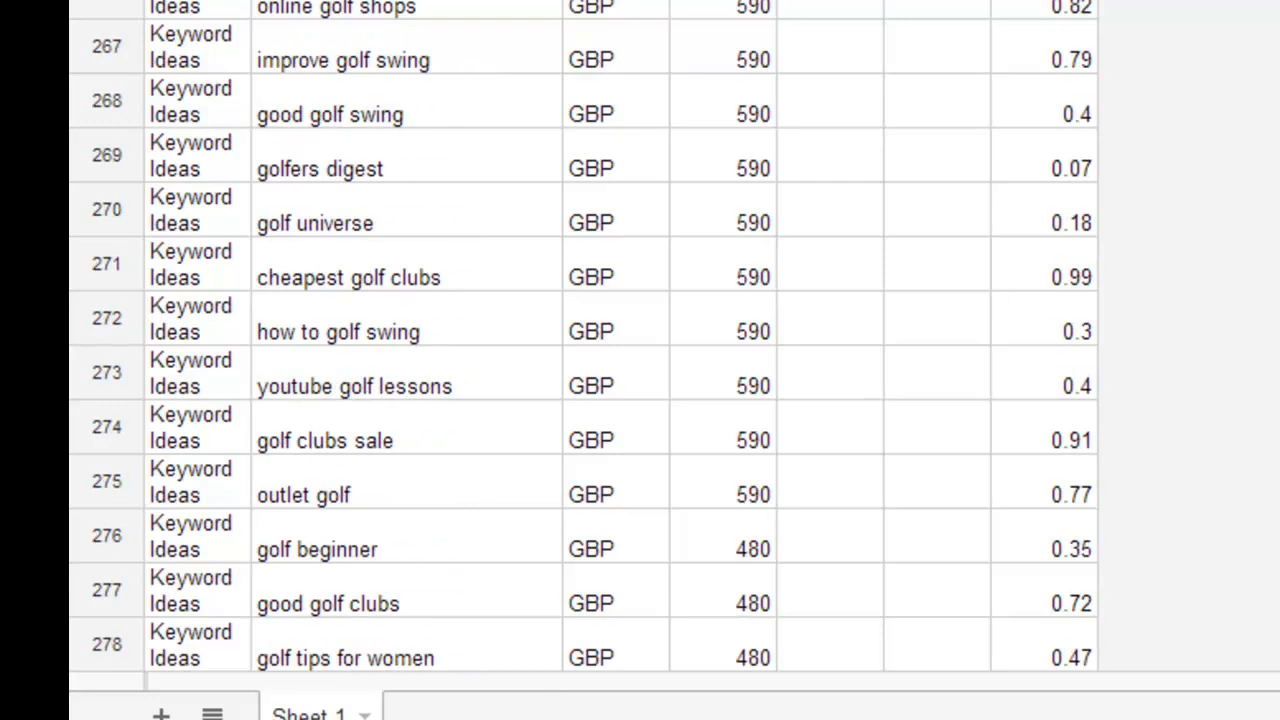 Ideas online golf shops GBP 590 0.82
267 Keyword
Ideas improve golf swing GBP 590 0.79
268 Keyword
Ideas good golf swing GBP 590 0.4
269 Keyword
Ideas golfers digest GBP 590 0.07
270 Keyword
Ideas golf universe GBP 590 0.18
271 Keyword
Ideas cheapest golf clubs GBP 590 0.99
272 Keyword
Ideas how to golf swing GBP 590 0.3
273 Keyword
Ideas youtube golf lessons GBP 590 0.4
274 Keyword
Ideas golf clubs sale GBP 590 0.91
275 Keyword
Ideas outlet golf GBP 590 0.77
276 Keyword
Ideas golf beginner GBP 480 0.35
277 Keyword
Ideas good golf clubs GBP 480 0.72
278 Keyword
Ideas golf tips for women GBP 480 0.47
+ Sheet 1